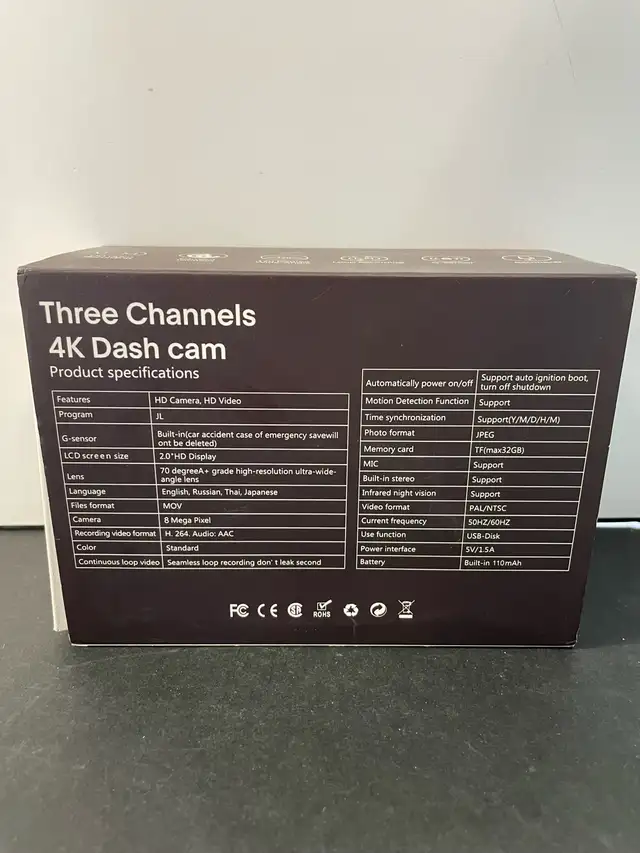 Three Channels
4K Dash cam
Product specifications
Features HD Camera, HD Video
Program JL
G-sensor Built-in(car accident case of emergency savewill
ont be deleted)
LCD screen size 2.0"HD Display
Lens 70 degreeA+ grade high-resolution ultra-wide-
angle lens
Language English, Russian, Thai, Japanese
Files format MOV
Camera 8 Mega Pixel
Recording video format H. 264. Audio: AAC
Color Standard
Continuous loop video Seamless loop recording don' t leak second
Automatically power on/off Support auto ignition boot,
turn off shutdown
Motion Detection Function Support
Time synchronization Support(Y/M/D/H/M)
Photo format JPEG
Memory card TF(max32GB)
MIC Support
Built-in stereo Support
Infrared night vision Support
Video format PAL/NTSC
Current frequency 50HZ/60HZ
Use function USB-Disk
Power interface 5V/1.5A
Battery Built-in 110mAh
FC CE ROHS